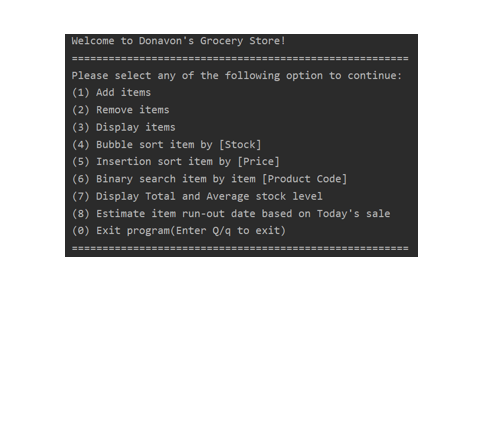 Welcome to Donavon's Grocery Store!
=======================================================
Please select any of the following option to continue:
(1) Add items
(2) Remove items
(3) Display items
(4) Bubble sort item by [Stock]
(5) Insertion sort item by [Price]
(6) Binary search item by item [Product Code]
(7) Display Total and Average stock level
(8) Estimate item run-out date based on Today's sale
(0) Exit program(Enter Q/q to exit)
=======================================================